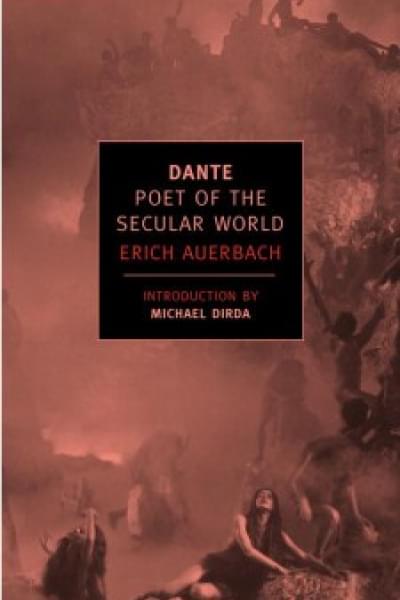 DANTE
POET OF THE
SECULAR WORLD
ERICH AUERBACH
INTRODUCTION BY
MICHAEL DIRDA